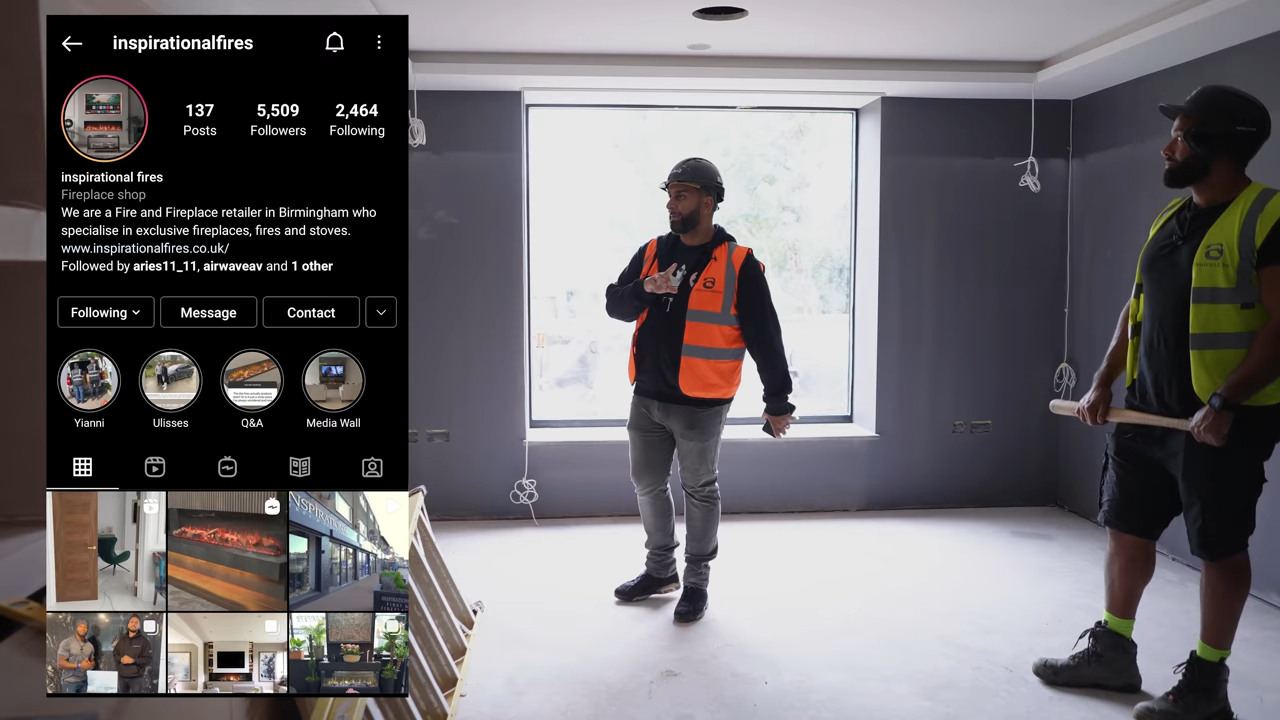 inspirationalfires
137
5,509
2,464
Posts
Followers
Following
inspirational fires
Fireplace shop
We are a Fire and Fireplace retailer in Birmingham who
specialise in exclusive fireplaces, fires and stoves.
www.inspirationalfires.co.uk/
Followed by aries11_11, airwaveav and 1 other
Following
Message
Contact
Yianni
Ulisses
Q&A
Media Wall